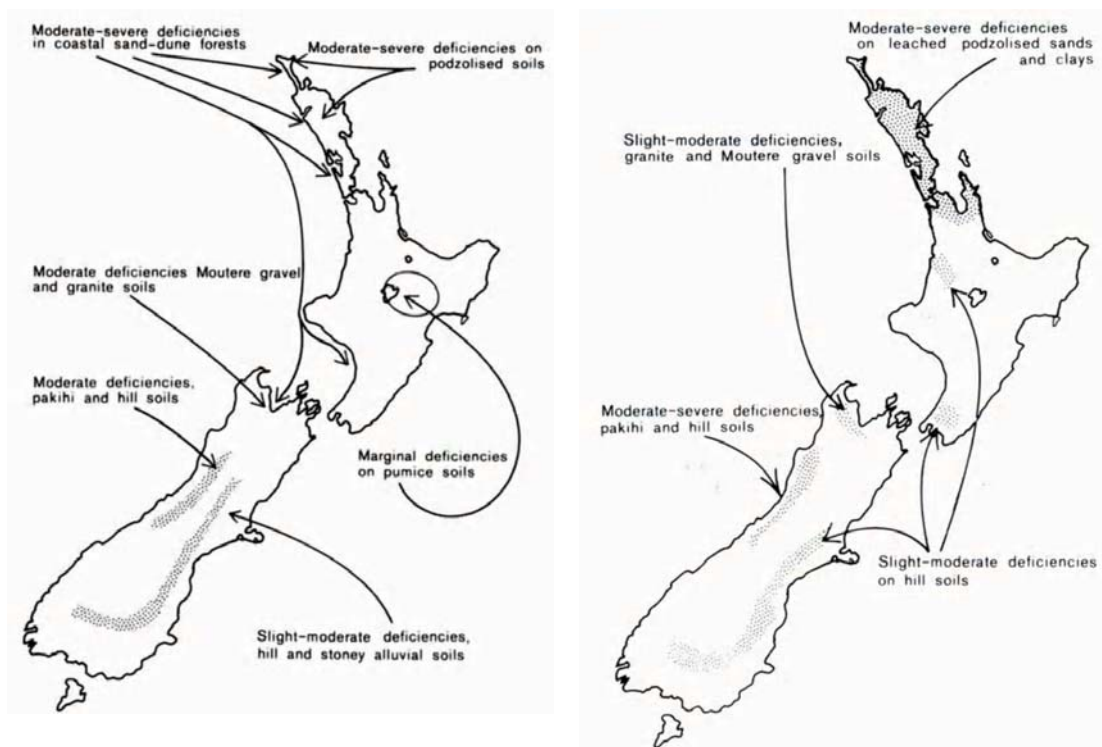 Moderate-severe deficiencies
in coastal sand-dune forests
Moderate-severe deficiencies on
podzolised soils
Moderate deficiencies Moutere gravel
and granite soils
Moderate deficiencies,
pakihi and hill soils
Marginal deficiencies
on pumice soils
Slight-moderate deficiencies,
hill and stoney alluvial soils
Moderate-severe deficiencies
on leached podzolised sands
and clays
Slight-moderate deficiencies,
granite and Moutere gravel soils
Moderate-severe deficiencies,
pakihi and hill soils
Slight-moderate deficiencies
on hill soils